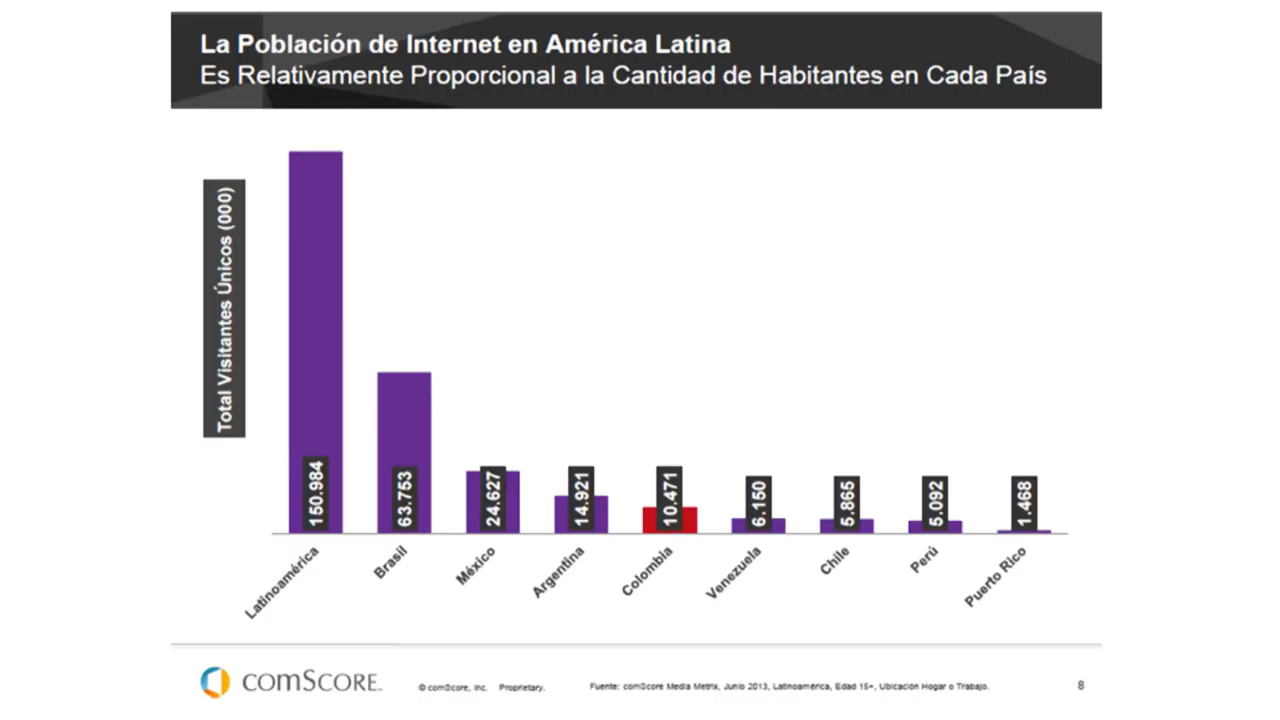 La Población de Internet en América Latina
Es Relativamente Proporcional a la Cantidad de Habitantes en Cada País
Total Visitantes Únicos (000)
150.984
63.753
24.627
14.921
10.471
6.150
5.865
5.092
1.468
Latinoamérica
Brasil
México
Argentina
Colombia
Venezuela
Chile
Perú
Puerto Rico
comSCORE.
© comScore, Inc. Proprietary.
Fuente: comScore Media Metrix, Junio 2013, Latinoamérica, Edad 15+, Ubicación Hogar o Trabajo.
8